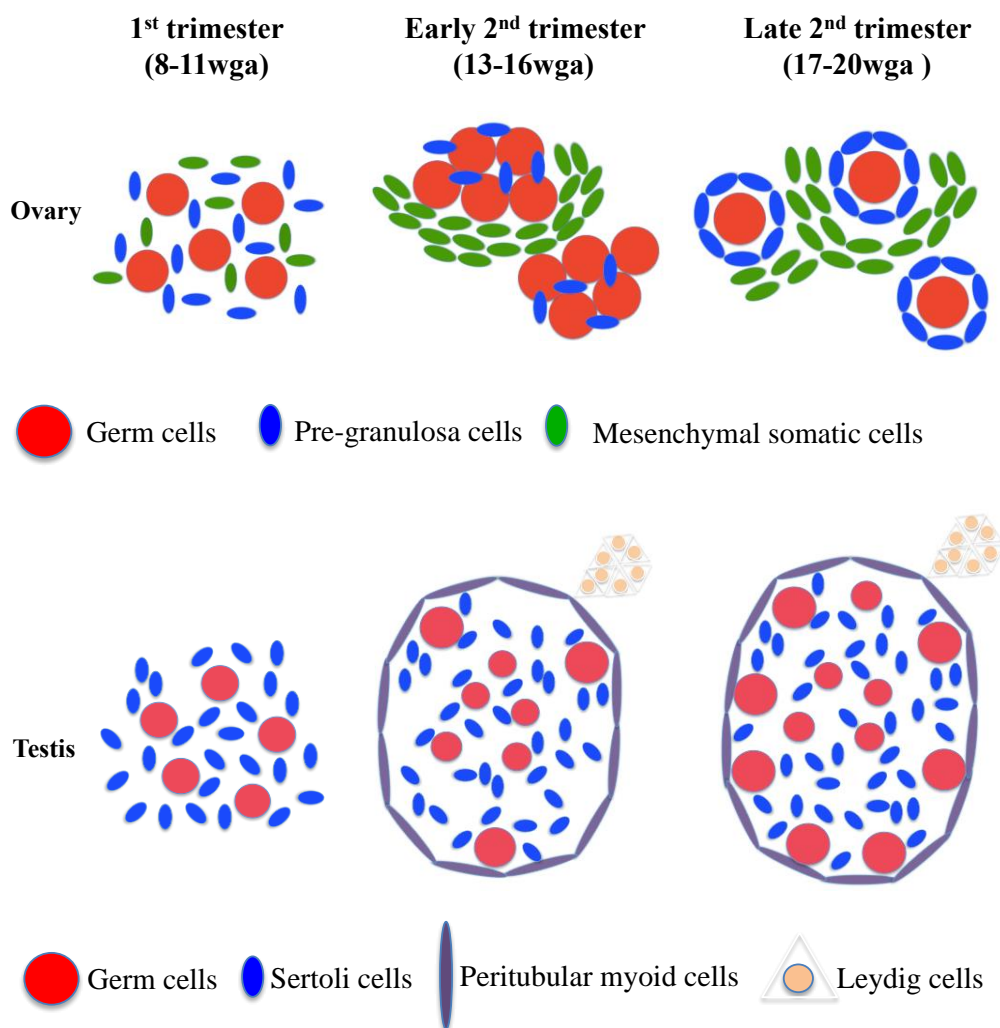 1st trimester
(8-11wga)
Early 2nd trimester
(13-16wga)
Late 2nd trimester
(17-20wga )
Ovary
Germ cells
Pre-granulosa cells
Mesenchymal somatic cells
Testis
Germ cells
Sertoli cells
Peritubular myoid cells
Leydig cells